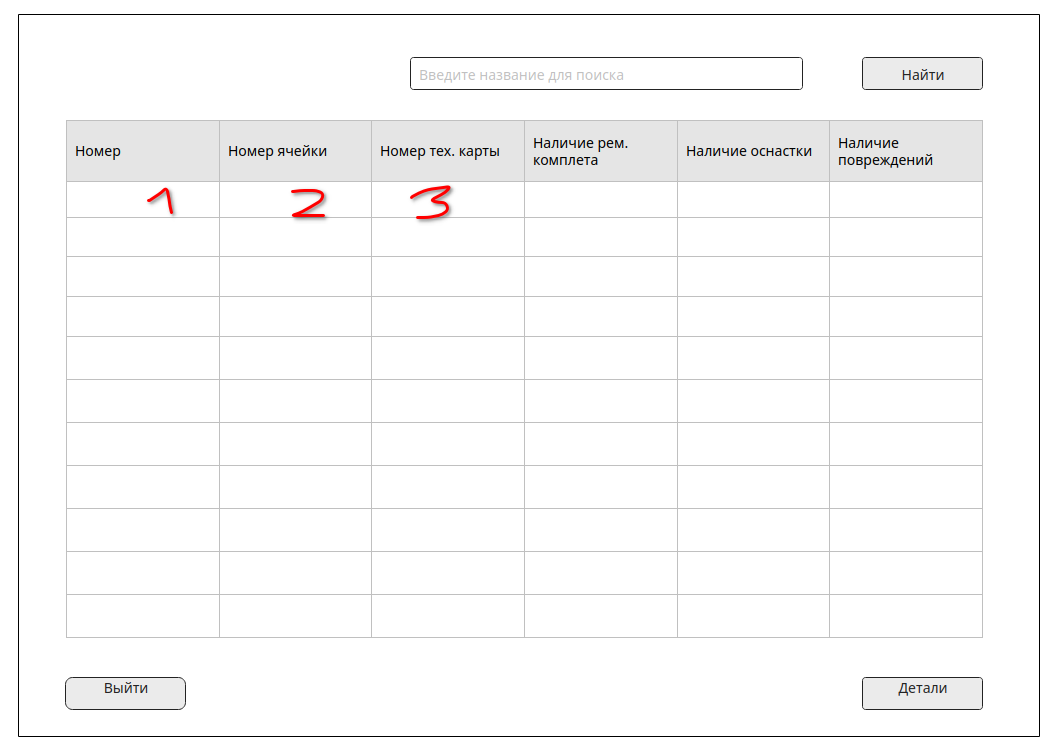 Введите название для поиска Найти
Номер Номер ячейки Номер тех. карты Наличие рем. комплета Наличие оснастки Наличие повреждений
1 2 3
Выйти Детали